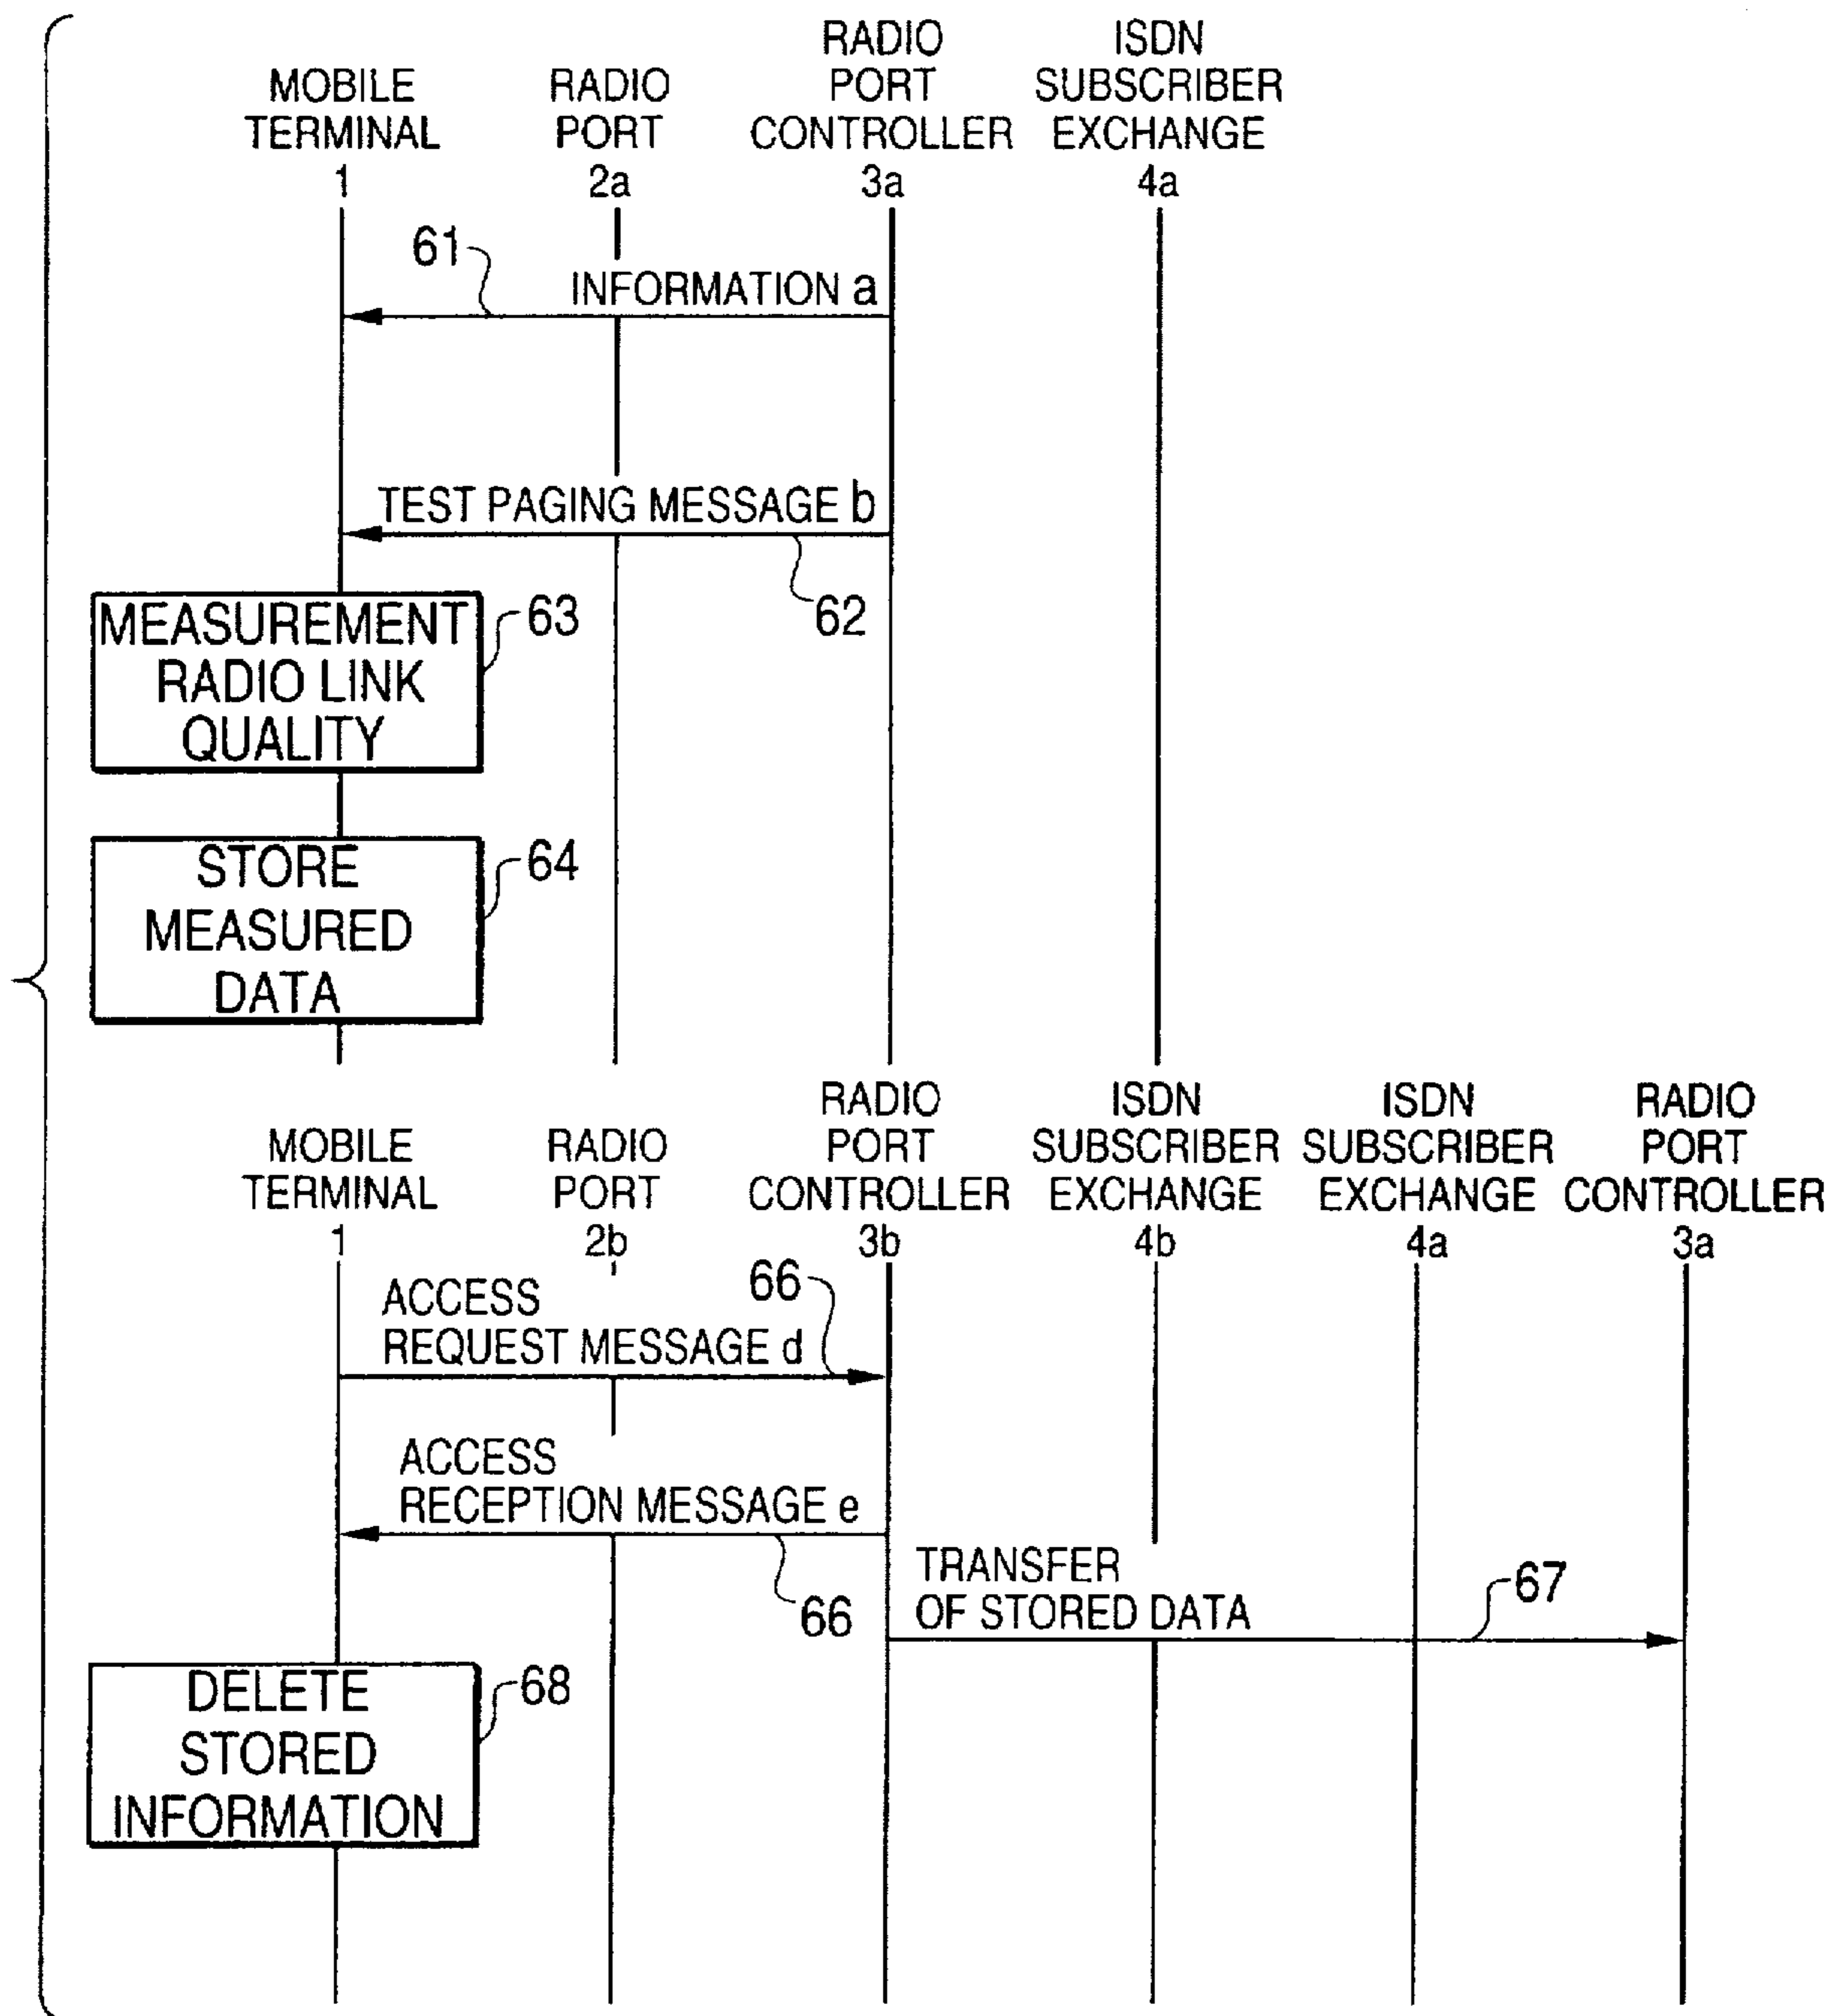 MOBILE
TERMINAL
1
RADIO
PORT
2a
RADIO
PORT
CONTROLLER
3a
ISDN
SUBSCRIBER
EXCHANGE
4a
61
INFORMATION a
TEST PAGING MESSAGE b
62
MEASUREMENT
RADIO LINK
QUALITY
63
STORE
MEASURED
DATA
64
MOBILE
TERMINAL
1
RADIO
PORT
2b
RADIO
PORT
CONTROLLER
3b
ISDN
SUBSCRIBER
EXCHANGE
4b
ISDN
SUBSCRIBER
EXCHANGE
4a
RADIO
PORT
CONTROLLER
3a
ACCESS
REQUEST MESSAGE d
66
ACCESS
RECEPTION MESSAGE e
66
TRANSFER
OF STORED DATA
67
DELETE
STORED
INFORMATION
68